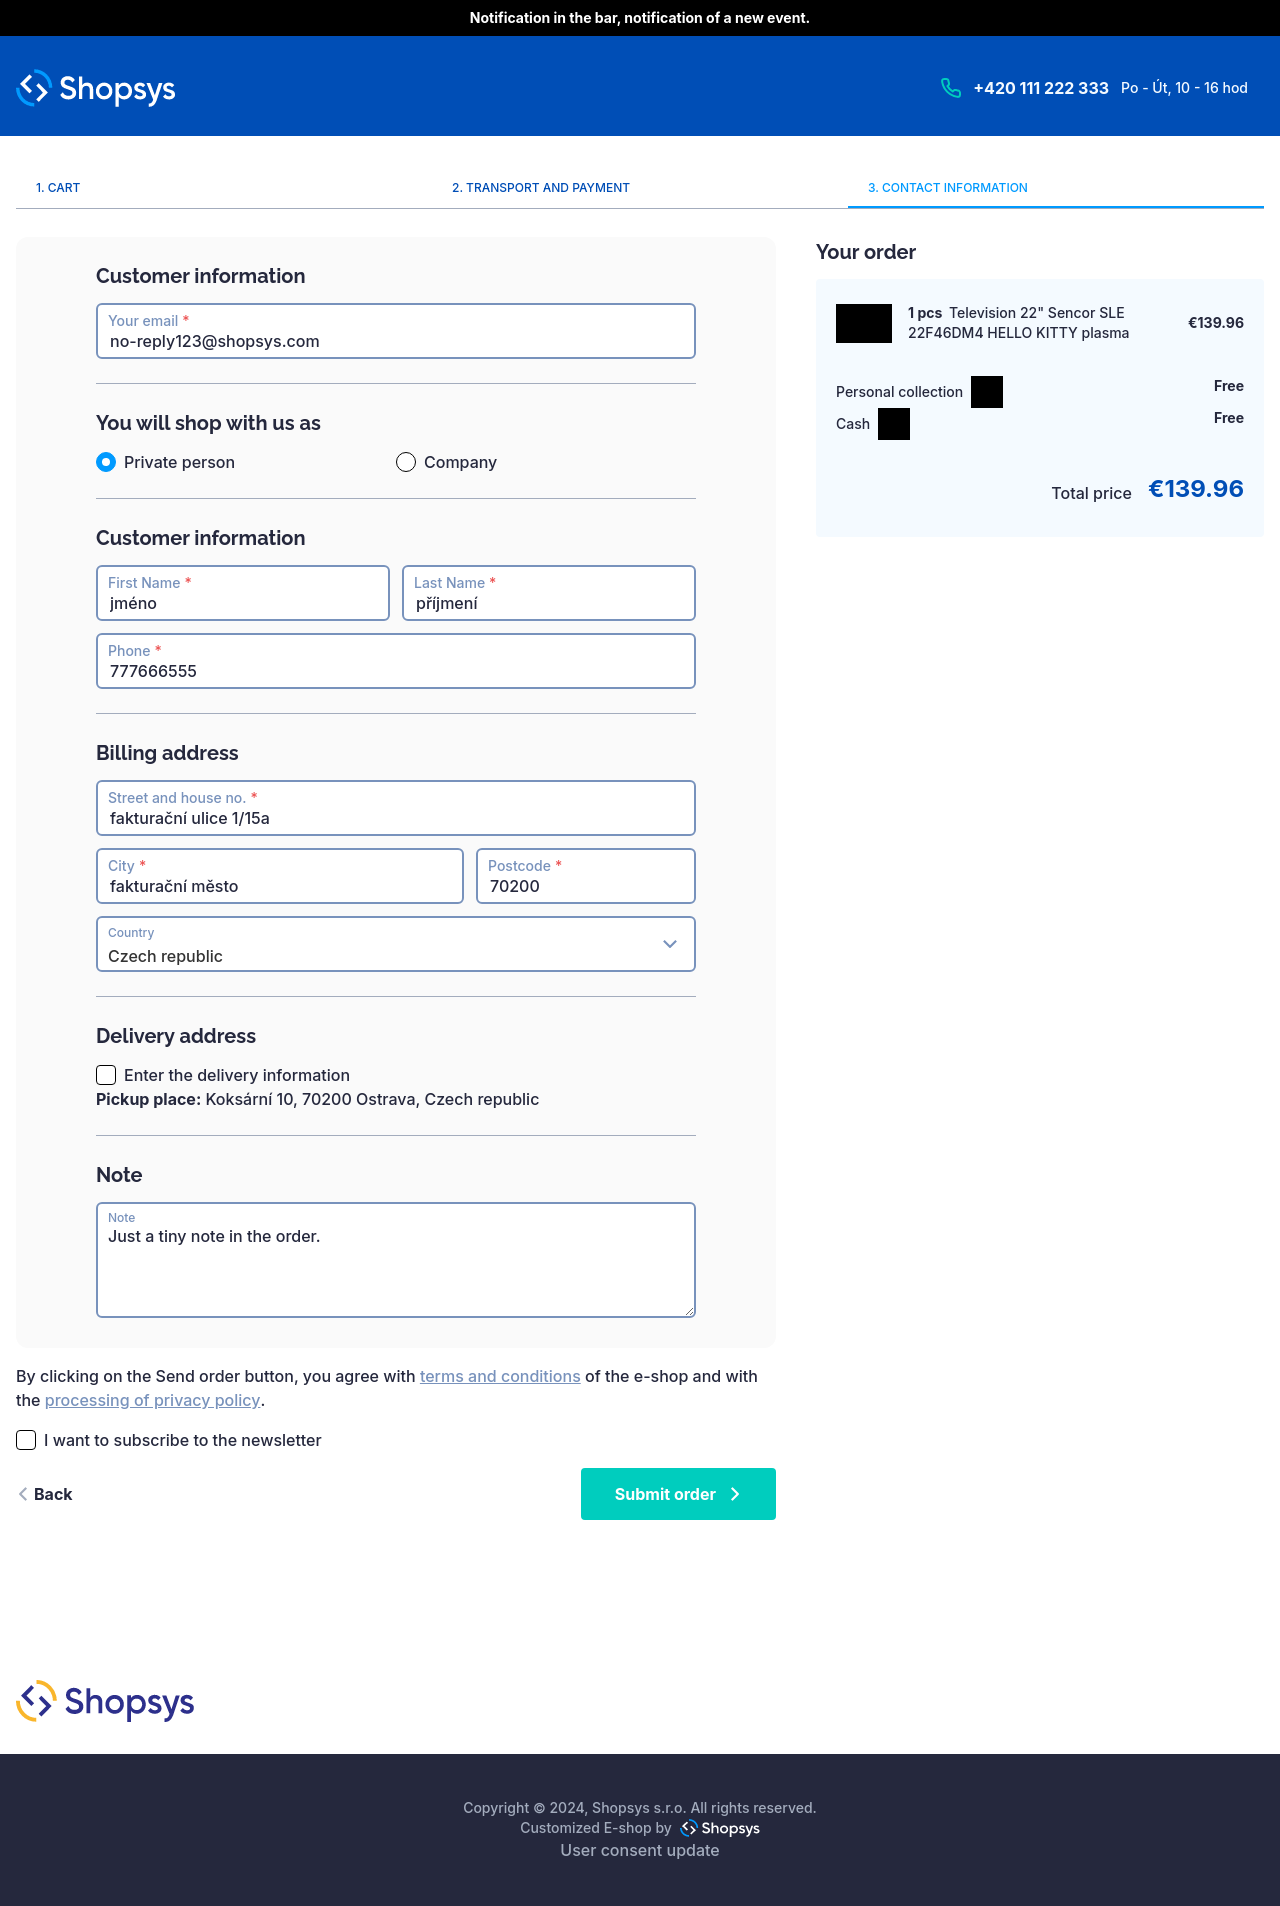 Notification in the bar, notification of a new event.
Shopsys
+420 111 222 333 Po - Út, 10 - 16 hod
1. CART
2. TRANSPORT AND PAYMENT
3. CONTACT INFORMATION
Customer information
Your email *
no-reply123@shopsys.com
You will shop with us as
Private person
Company
Customer information
First Name *
jméno
Last Name *
příjmení
Phone *
777666555
Billing address
Street and house no. *
fakturační ulice 1/15a
City *
fakturační město
Postcode *
70200
Country
Czech republic
Delivery address
Enter the delivery information
Pickup place: Koksární 10, 70200 Ostrava, Czech republic
Note
Note
Just a tiny note in the order.
Your order
1 pcs Television 22" Sencor SLE
22F46DM4 HELLO KITTY plasma
€139.96
Personal collection
Free
Cash
Free
Total price €139.96
By clicking on the Send order button, you agree with terms and conditions of the e-shop and with
the processing of privacy policy.
I want to subscribe to the newsletter
Back
Submit order
Shopsys
Copyright © 2024, Shopsys s.r.o. All rights reserved.
Customized E-shop by Shopsys
User consent update